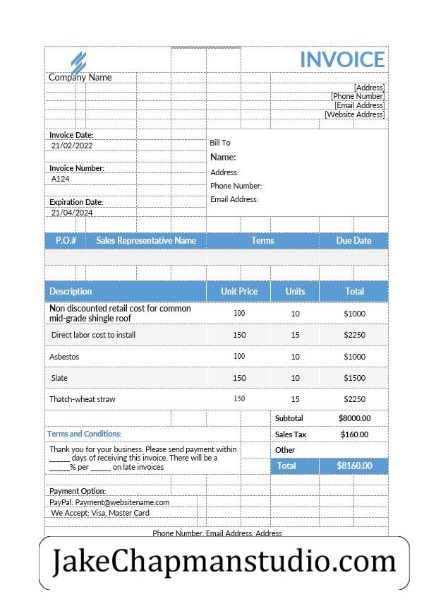 INVOICE
Company Name
[Address]
[Phone Number]
[Email Address]
[Website Address]
Invoice Date:
21/02/2022
Invoice Number:
A124
Expiration Date:
21/04/2024
Bill To
Name:
Address:
Phone Number:
Email Address:
P.O.# Sales Representative Name Terms Due Date
Description Unit Price Units Total
Non discounted retail cost for common
mid-grade shingle roof 100 10 $1000
Direct labor cost to install 150 15 $2250
Asbestos 100 10 $1000
Slate 150 10 $1500
Thatch-wheat straw 150 15 $2250
Subtotal $8000.00
Terms and Conditions: Sales Tax $160.00
Thank you for your business. Please send payment within Other
______ days of receiving this invoice. There will be a
______% per ______ on late invoices Total $8160.00
Payment Option:
PayPal: Payment@websitename.com
We Accept: Visa, Master Card
Phone Number, Email Address, Address
JakeChapmanstudio.com